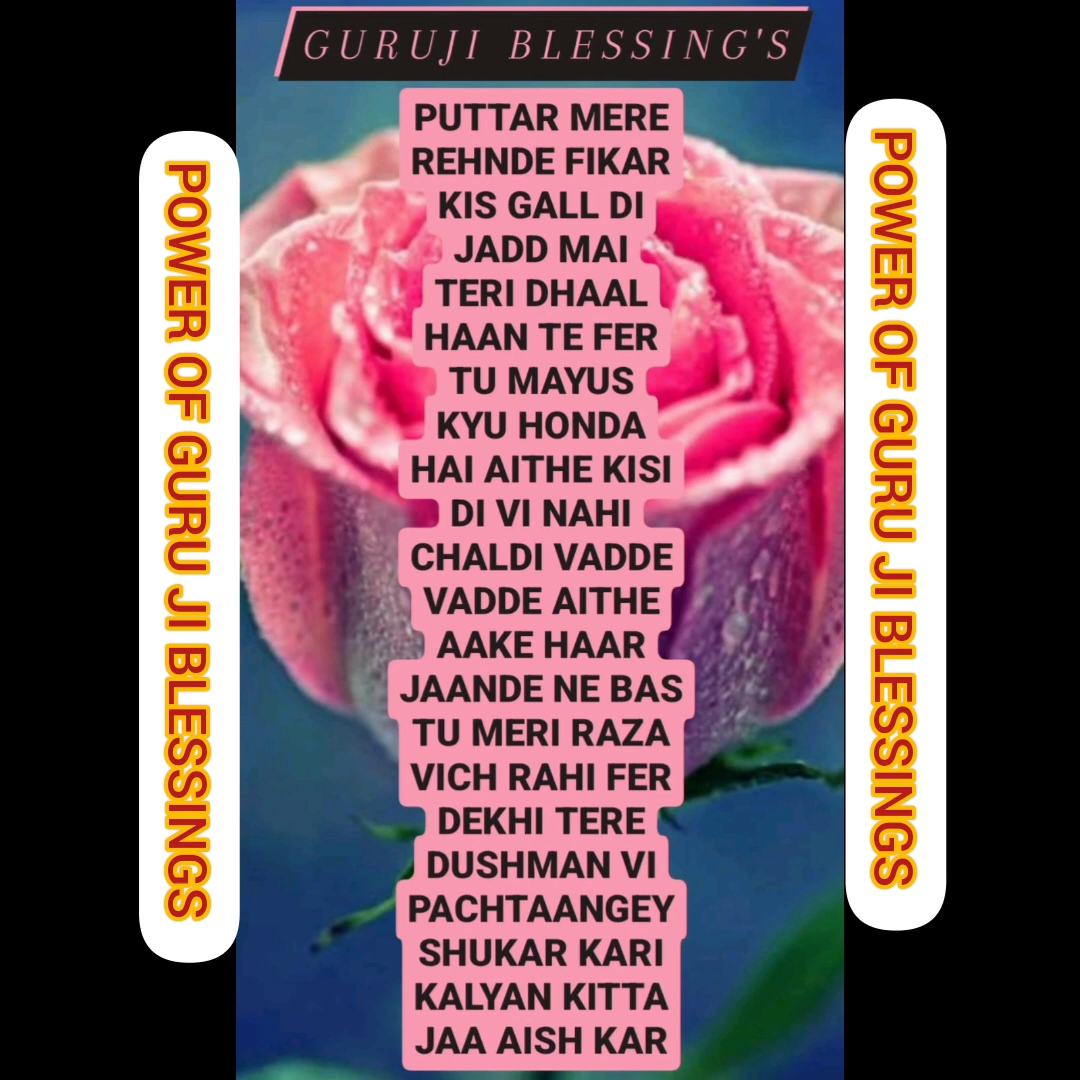 GURUJI BLESSING'S
PUTTAR MERE
REHNDE FIKAR
KIS GALL DI
JADD MAI
TERI DHAAL
HAAN TE FER
TU MAYUS
KYU HONDA
HAI AITHE KISI
DI VI NAHI
CHALDI VADDE
VADDE AITHE
AAKE HAAR
JAANDE NE BAS
TU MERI RAZA
VICH RAHI FER
DEKHI TERE
DUSHMAN VI
PACHTAANGEY
SHUKAR KARI
KALYAN KITTA
JAA AISH KAR
POWER OF GURU JI BLESSINGS
POWER OF GURU JI BLESSINGS